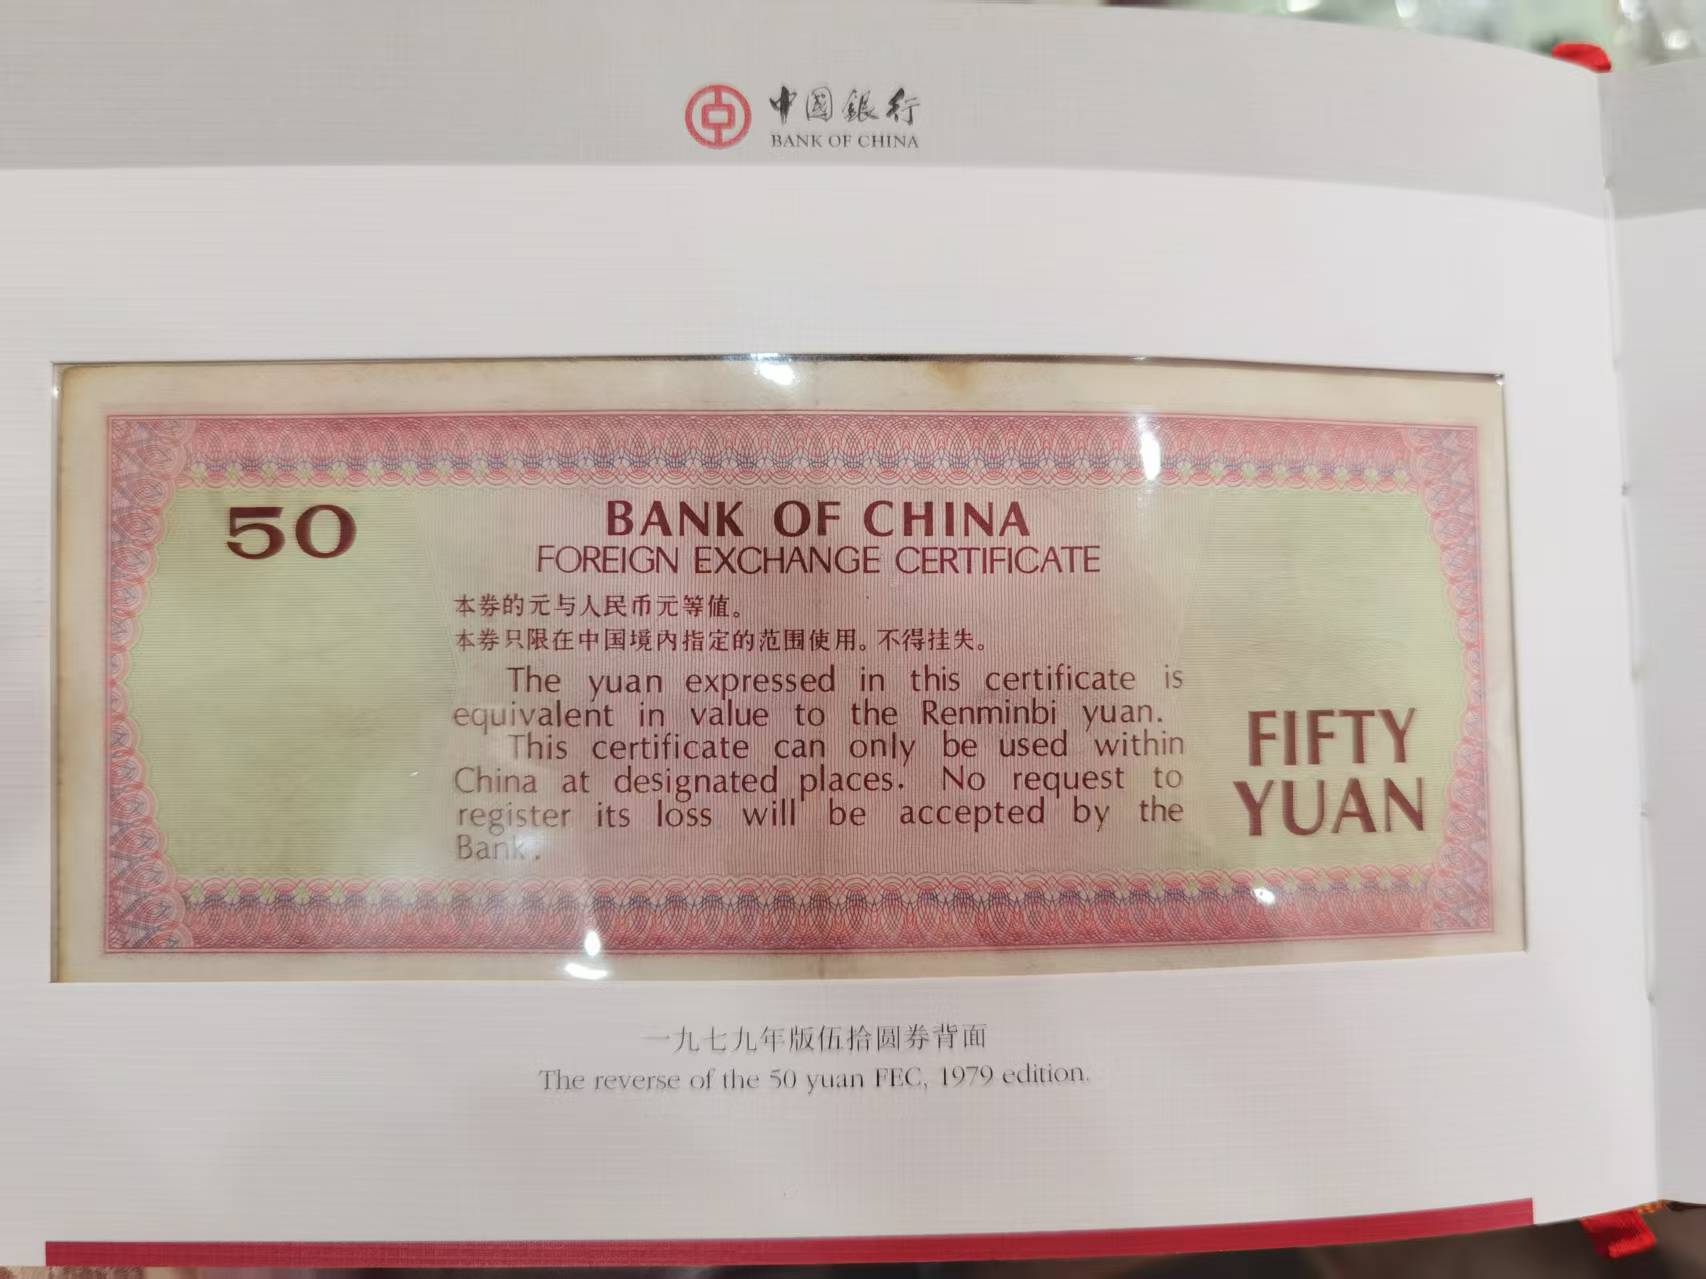 中國銀行
BANK OF CHINA
50
BANK OF CHINA
FOREIGN EXCHANGE CERTIFICATE
本券的元与人民币元等值。
本券只限在中国境内指定的范围使用。不得挂失。
The yuan expressed in this certificate is
equivalent in value to the Renminbi yuan.
This certificate can only be used within
China at designated places. No request to
register its loss will be accepted by the
Bank.
FIFTY
YUAN
一九七九年版伍拾圆券背面
The reverse of the 50 yuan FEC, 1979 edition.